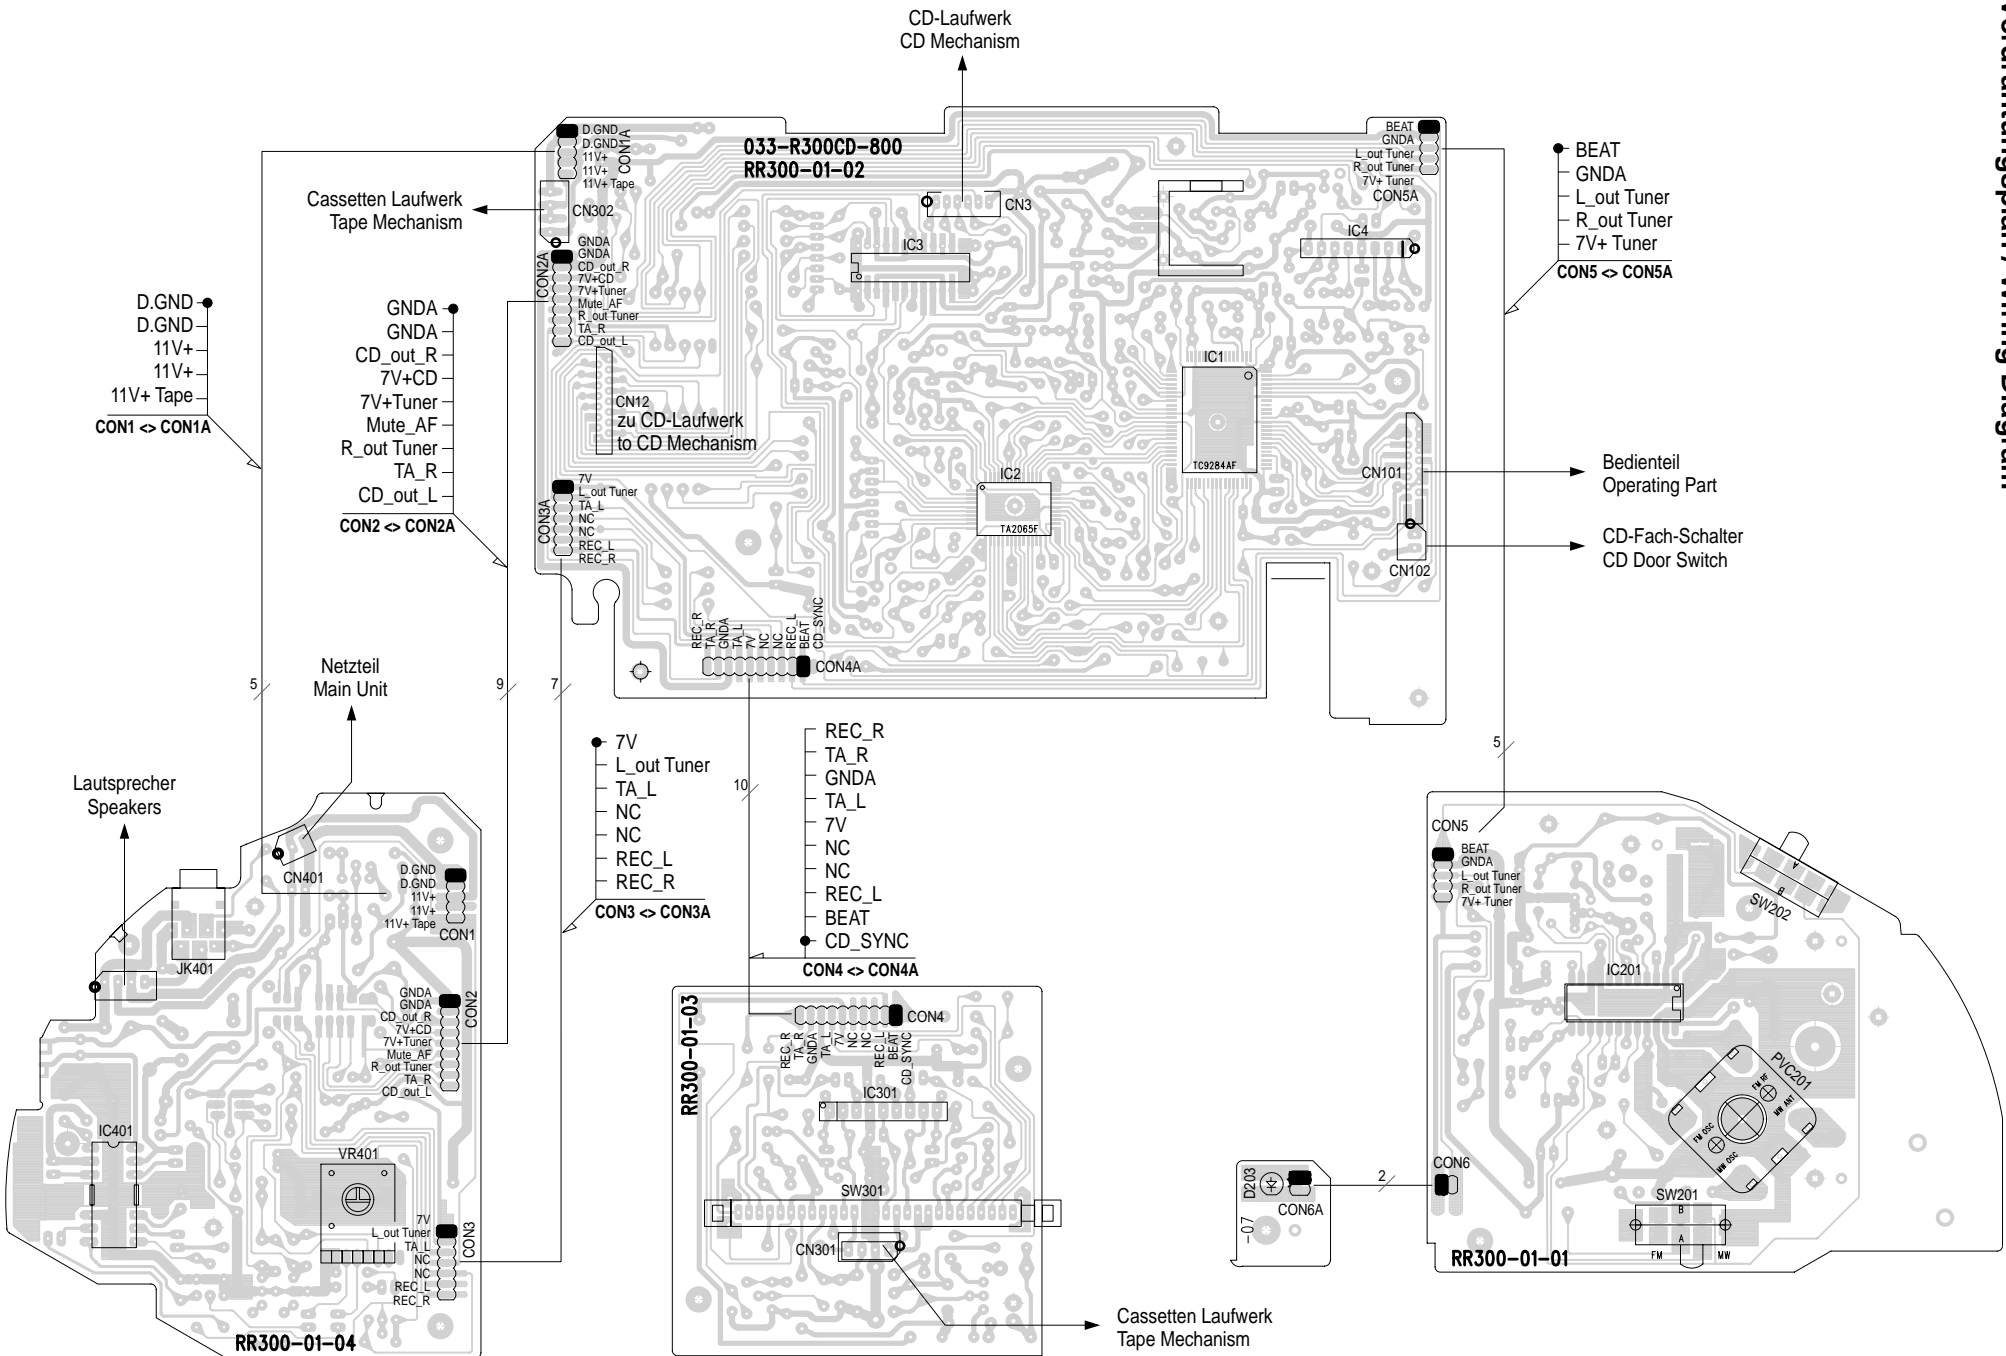 Verdrahtungsplan / Wiring Diagram
CD-Laufwerk
CD Mechanism
033-R300CD-800
RR300-01-02
D.GND
D.GND
11V+
11V+
11V+ Tape
CON1A
Cassetten Laufwerk
Tape Mechanism
CN302
GNDA
GNDA
CD_out_R
7V+CD
7V+Tuner
Mute_AF
R_out Tuner
TA_R
CD_out_L
CON2A
CN3
IC3
BEAT
GNDA
L_out Tuner
R_out Tuner
7V+ Tuner
CON5A
IC4
BEAT
GNDA
L_out Tuner
R_out Tuner
7V+ Tuner
CON5 <> CON5A
D.GND
D.GND
11V+
11V+
11V+ Tape
CON1 <> CON1A
GNDA
GNDA
CD_out_R
7V+CD
7V+Tuner
Mute_AF
R_out Tuner
TA_R
CD_out_L
CON2 <> CON2A
CN12
zu CD-Laufwerk
to CD Mechanism
IC1
TC9284AF
IC2
TA2065F
CN101
Bedienteil
Operating Part
CN102
CD-Fach-Schalter
CD Door Switch
7V
L_out Tuner
TA_L
NC
NC
REC_L
REC_R
CON3A
REC_R
TA_R
GNDA
TA_L
7V
NC
NC
REC_L
BEAT
CD_SYNC
CON4A
5
9
7
10
5
Netzteil
Main Unit
Lautsprecher
Speakers
7V
L_out Tuner
TA_L
NC
NC
REC_L
REC_R
CON3 <> CON3A
REC_R
TA_R
GNDA
TA_L
7V
NC
NC
REC_L
BEAT
CD_SYNC
CON4 <> CON4A
CN401
JK401
D.GND
D.GND
11V+
11V+
11V+ Tape
CON1
GNDA
GNDA
CD_out_R
7V+CD
7V+Tuner
Mute_AF
R_out Tuner
TA_R
CD_out_L
CON2
IC401
VR401
7V
L_out Tuner
TA_L
NC
NC
REC_L
REC_R
CON3
RR300-01-04
RR300-01-03
CON4
REC_R
TA_R
GNDA
TA_L
7V
NC
NC
REC_L
BEAT
CD_SYNC
IC301
SW301
CN301
Cassetten Laufwerk
Tape Mechanism
D203
CON6A
-07
2
CON5
BEAT
GNDA
L_out Tuner
R_out Tuner
7V+ Tuner
A
B
SW202
IC201
PVC201
FM RF
MW ANT
FM OSC
MW OSC
CON6
SW201
B
A
FM
MW
RR300-01-01